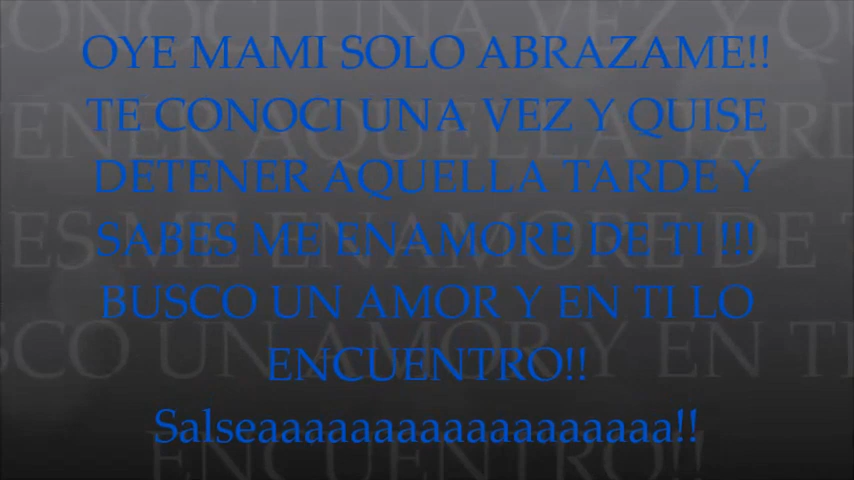 OYE MAMI SOLO ABRAZAME!!
TE CONOCI UNA VEZ Y QUISE
DETENER AQUELLA TARDE Y
SABES ME ENAMORE DE TI !!!
BUSCO UN AMOR Y EN TI LO
ENCUENTRO!!
Salseaaaaaaaaaaaaaaaaaa!!